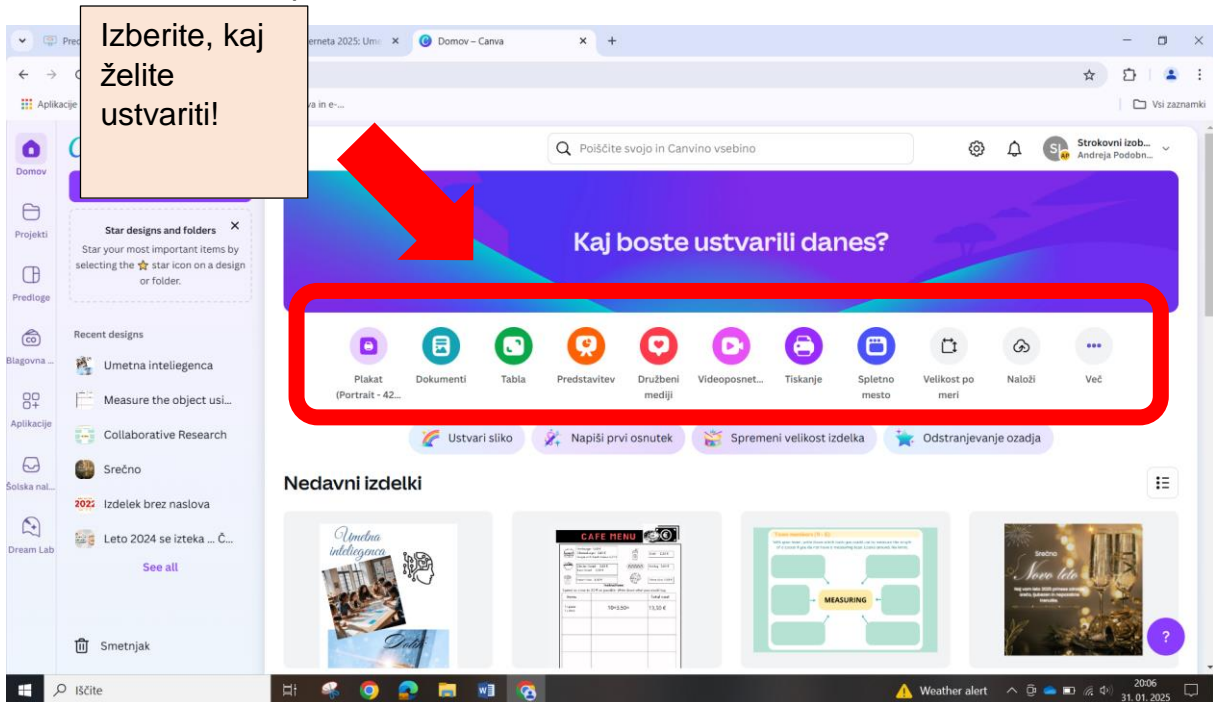 Izberite, kaj
želite
ustvariti!
erneta 2025: Ume
Domov – Canva
Vsi zaznamki
Poiščite svojo in Canvino vsebino
Strokovni izob...
Andreja Podobn...
Domov
Projekti
Predloge
Blagovna ...
Aplikacije
Šolska nal...
Dream Lab
Star designs and folders
Star your most important items by
selecting the star icon on a design
or folder.
Recent designs
Umetna inteliegenca
Measure the object usi...
Collaborative Research
Srečno
Izdelek brez naslova
Leto 2024 se izteka ... Č...
See all
Smetnjak
Kaj boste ustvarili danes?
Plakat
(Portrait - 42...
Dokumenti
Tabla
Predstavitev
Družbeni
mediji
Videoposnet...
Tiskanje
Spletno
mesto
Velikost po
meri
Naloži
Več
Ustvari sliko
Napiši prvi osnutek
Spremeni velikost izdelka
Odstranjevanje ozadja
Nedavni izdelki
Umetna
inteliegenca
CAFE MENU
MEASURING
Srečno
Novo leto
Iščite
Weather alert
20:06
31. 01. 2025